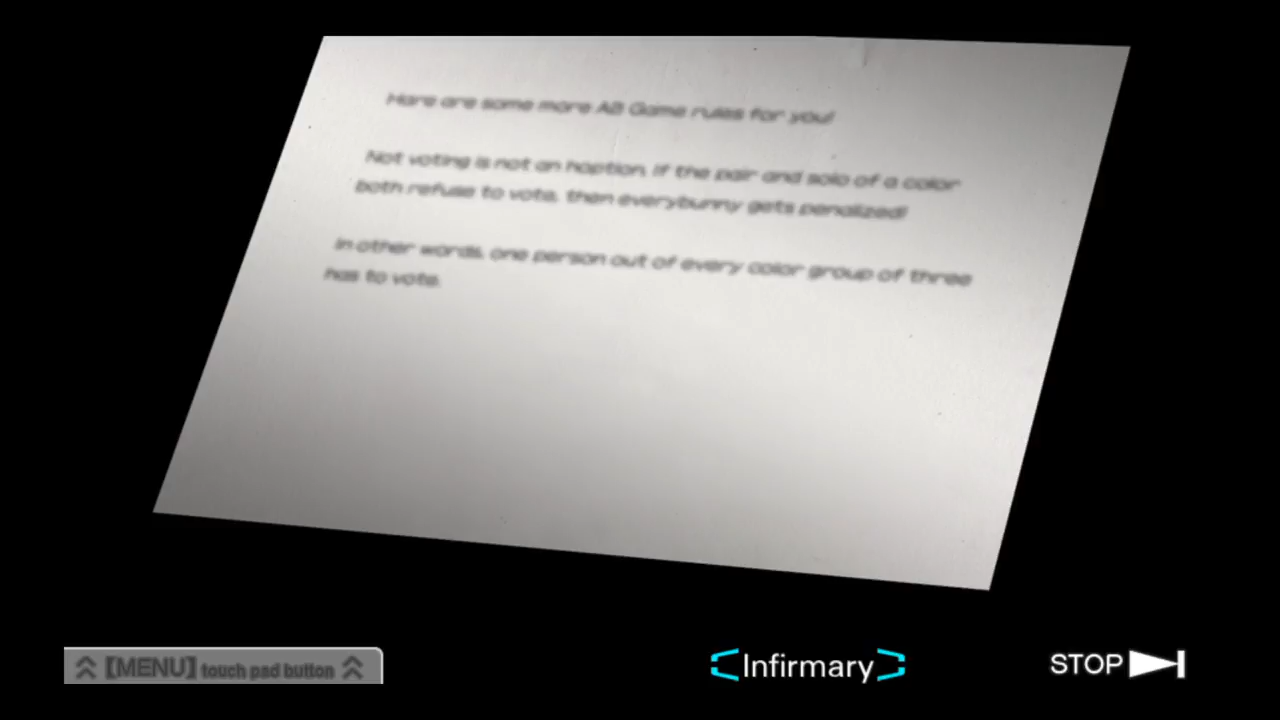 Here are some more AB Game rules for you!
Not voting is not an hoption. If the pair and solo of a color
both refuse to vote, then everybunny gets penalized!
In other words, one person out of every color group of three
has to vote.
[MENU] touch pad button
Infirmary
STOP